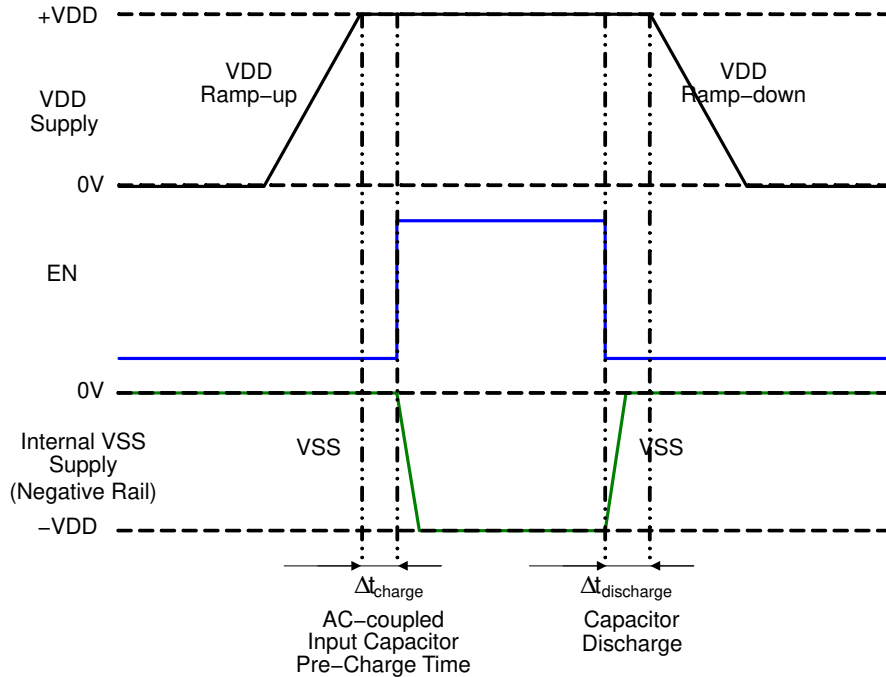 +VDD
VDD
Ramp−up
VDD
Ramp−down
VDD
Supply
0V
EN
0V
Internal VSS
Supply
(Negative Rail)
VSS
VSS
−VDD
Δtcharge
AC−coupled
Input Capacitor
Pre−Charge Time
Δtdischarge
Capacitor
Discharge